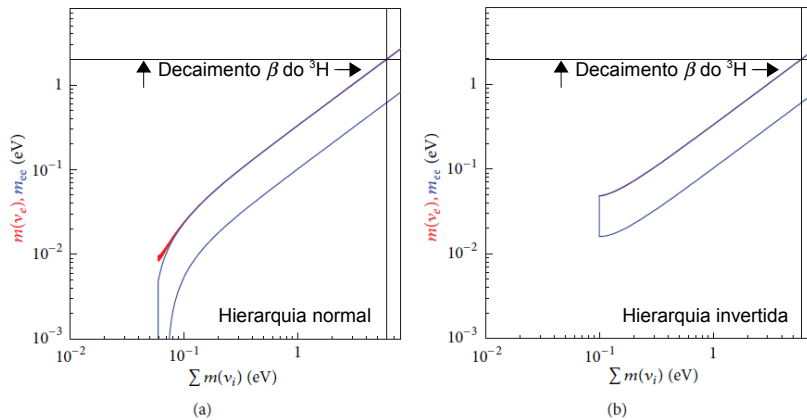 Decaimento β do ³H
1
10⁻¹
10⁻²
10⁻³
m(νₑ), mₑₑ (eV)
Hierarquia normal
10⁻² 10⁻¹ 1
∑ m(νᵢ) (eV)
(a)
Decaimento β do ³H
1
10⁻¹
10⁻²
10⁻³
m(νₑ), mₑₑ (eV)
Hierarquia invertida
10⁻² 10⁻¹ 1
∑ m(νᵢ) (eV)
(b)